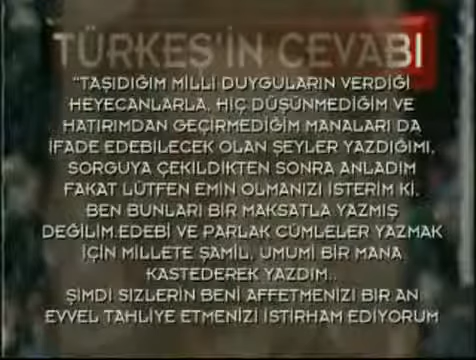 TÜRKEŞ'İN CEVABI
"TAŞIDIĞIM MİLLİ DUYGULARIN VERDİĞİ
HEYECANLARLA, HİÇ DÜŞÜNMEDİĞİM VE
HATIRIMDAN GEÇİRMEDİĞİM MANALARI DA
İFADE EDEBİLECEK OLAN ŞEYLER YAZDIĞIMI,
SORGUYA ÇEKİLDİKTEN SONRA ANLADIM
FAKAT LÜTFEN EMİN OLMANIZI İSTERİM Kİ.
BEN BUNLARI BİR MAKSATLA YAZMIŞ
DEĞİLİM.EDEBİ VE PARLAK CÜMLELER YAZMAK
İÇİN MİLLETE ŞAMİL, UMUMİ BİR MANA
KASTEDEREK YAZDIM..
ŞİMDİ SİZLERİN BENİ AFFETMENİZİ BİR AN
EVVEL TAHLİYE ETMENİZİ İSTİRHAM EDİYORUM